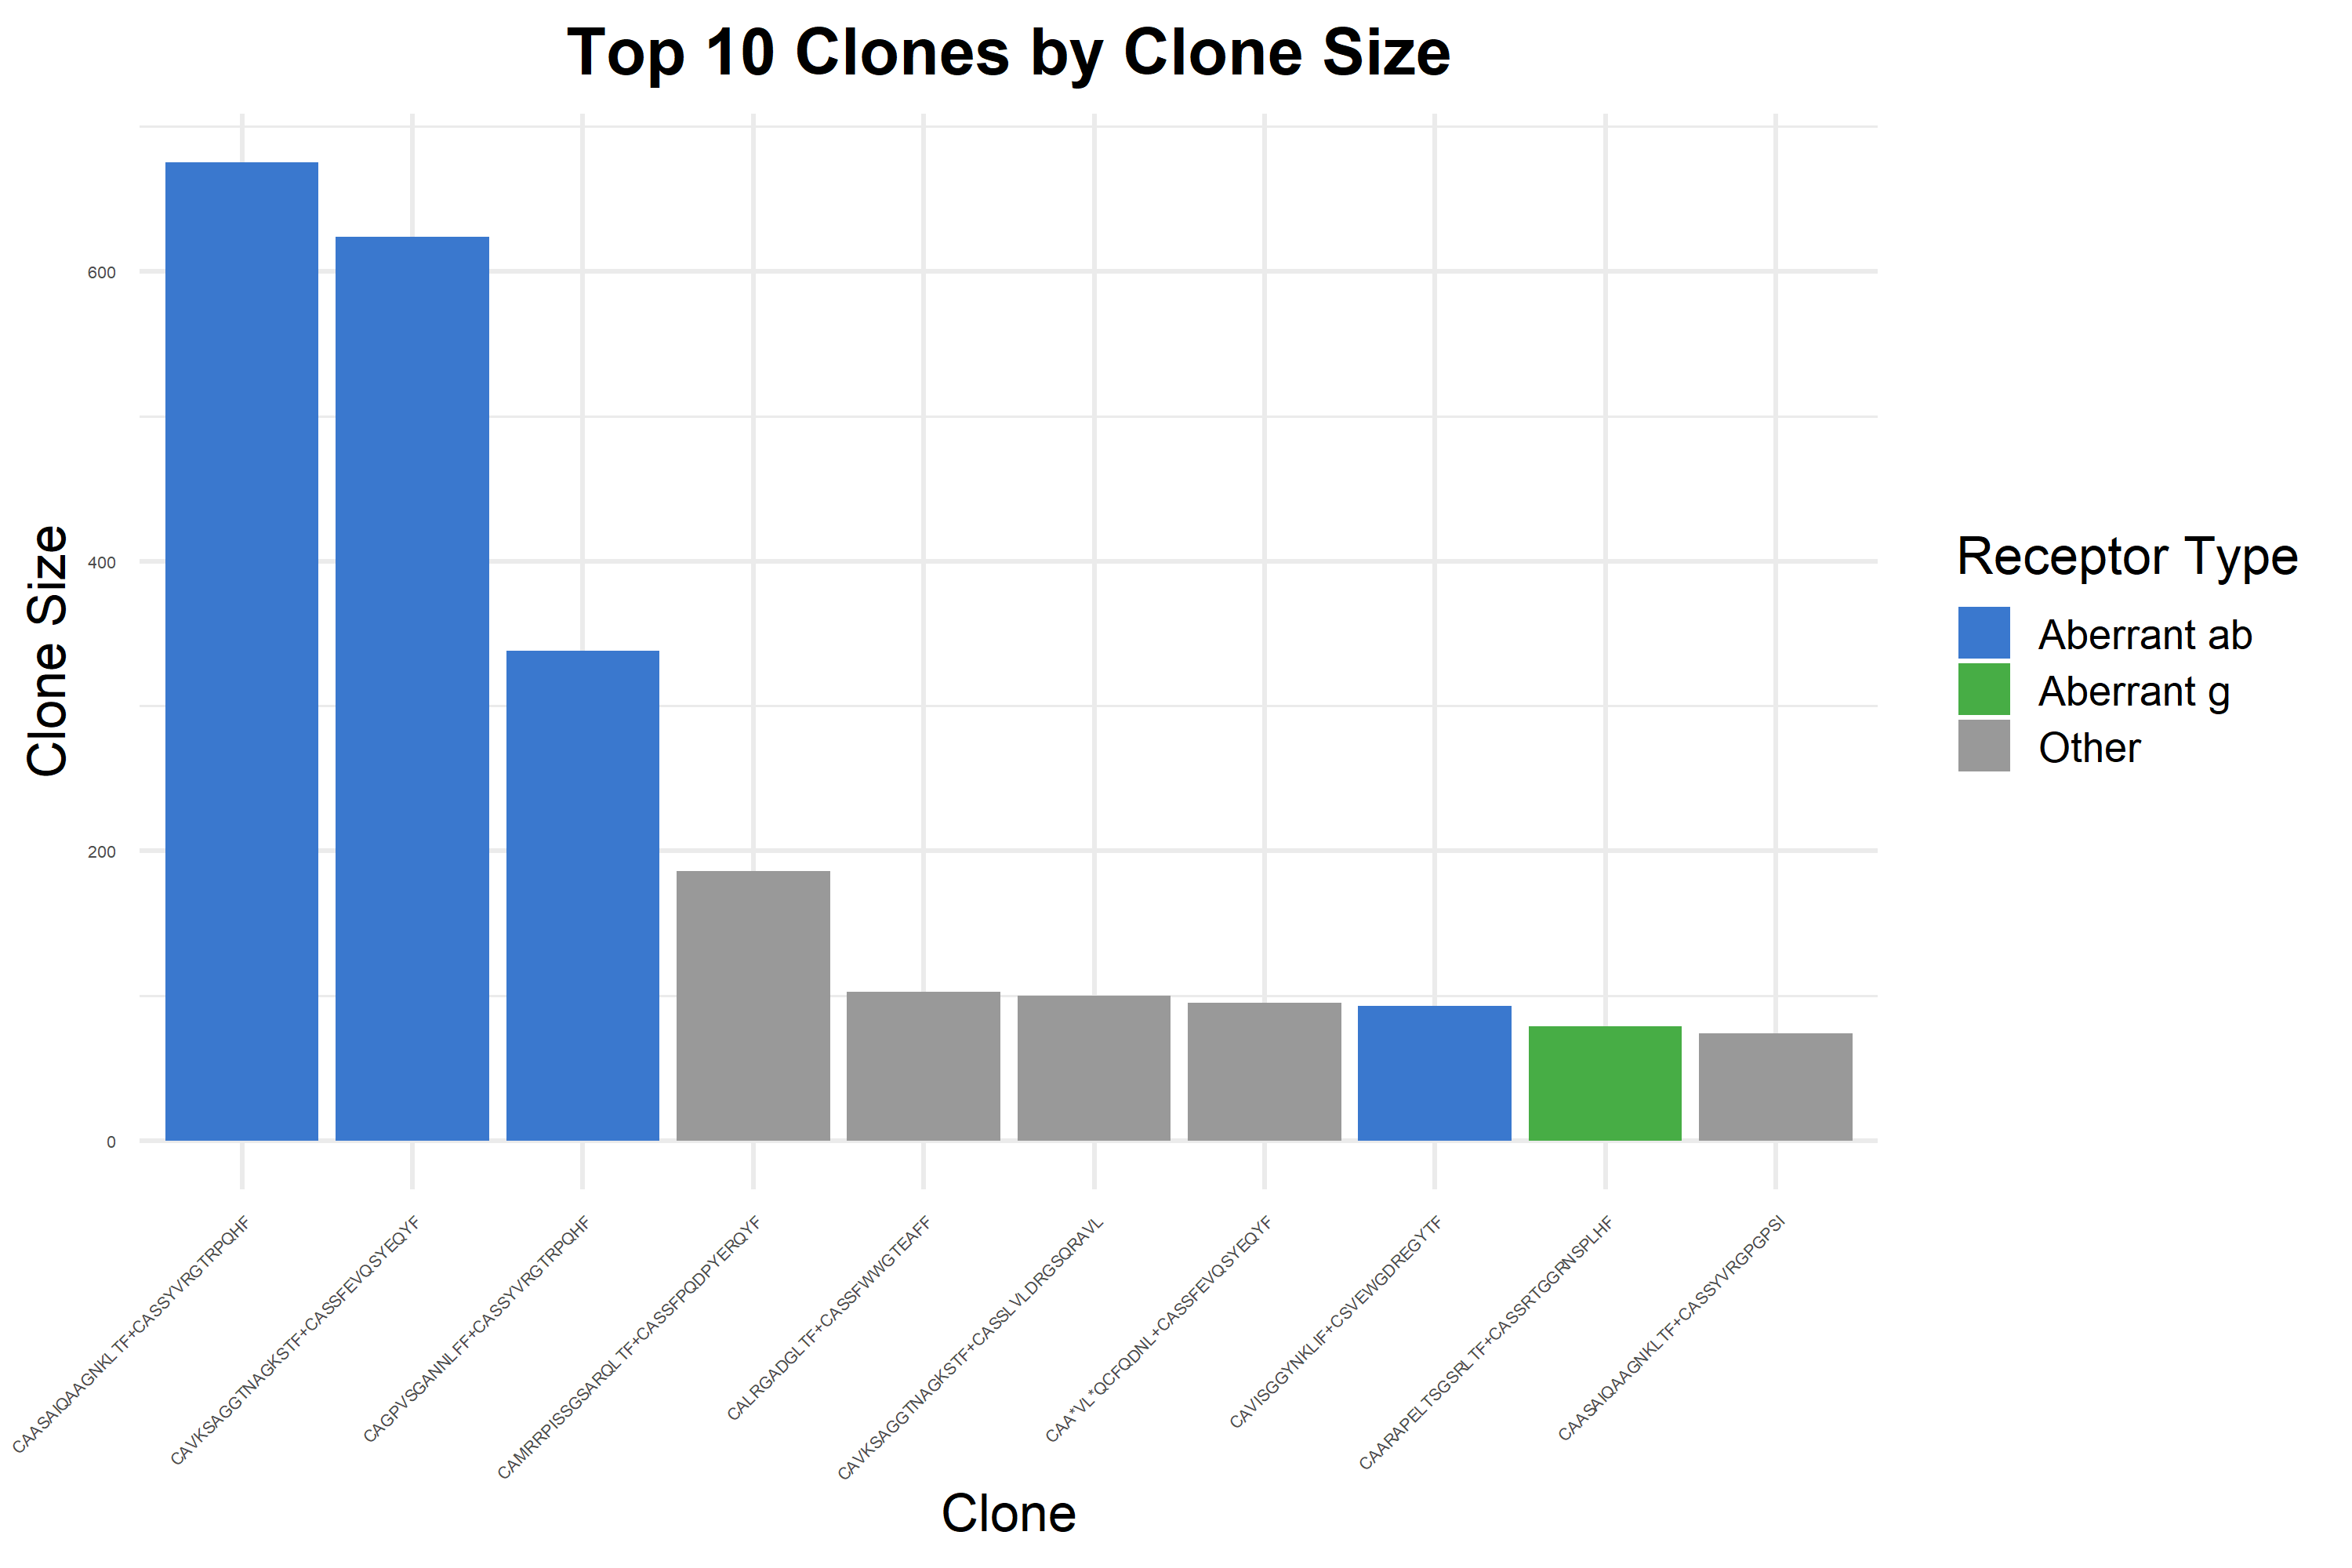 Top 10 Clones by Clone Size
Clone Size
600
400
200
0
CAASAIQAAGNKLTF+CASSYVRGTRPQHF
CAVKSAGGTNAGKSTF+CASSFEVQSYEQYF
CAGPVSGANNLFF+CASSYVRGTRPQHF
CAMRRPISSGSARQLTF+CASSFPQDPYERQYF
CALRGADGLTF+CASSFWWGTEAFF
CAVKSAGGTNAGKSTF+CASSLVLDRGSQRAVL
CAA*VL*QCFQDNL+CASSFEVQSYEQYF
CAVISGGYNKLIF+CSVEWGDREGYTF
CAARAPELTSGSRLTF+CASSRTGGRNSPLHF
CAASAIQAAGNKLTF+CASSYVRGPGPSI
Clone
Receptor Type
Aberrant ab
Aberrant g
Other